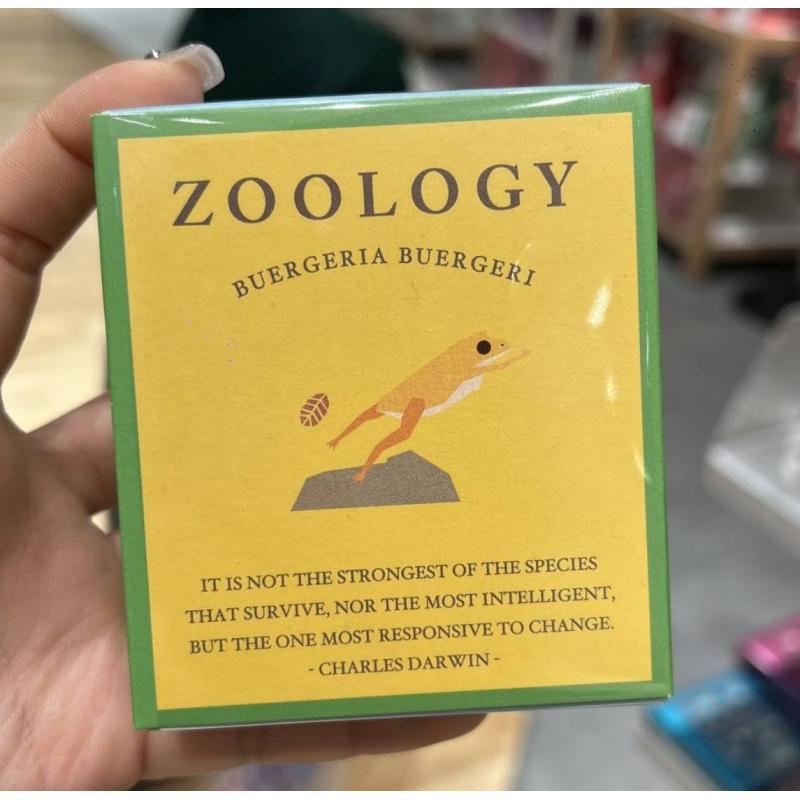 ZOOLOGY
BUERGERIA BUERGERI
IT IS NOT THE STRONGEST OF THE SPECIES
THAT SURVIVE, NOR THE MOST INTELLIGENT,
BUT THE ONE MOST RESPONSIVE TO CHANGE.
- CHARLES DARWIN -